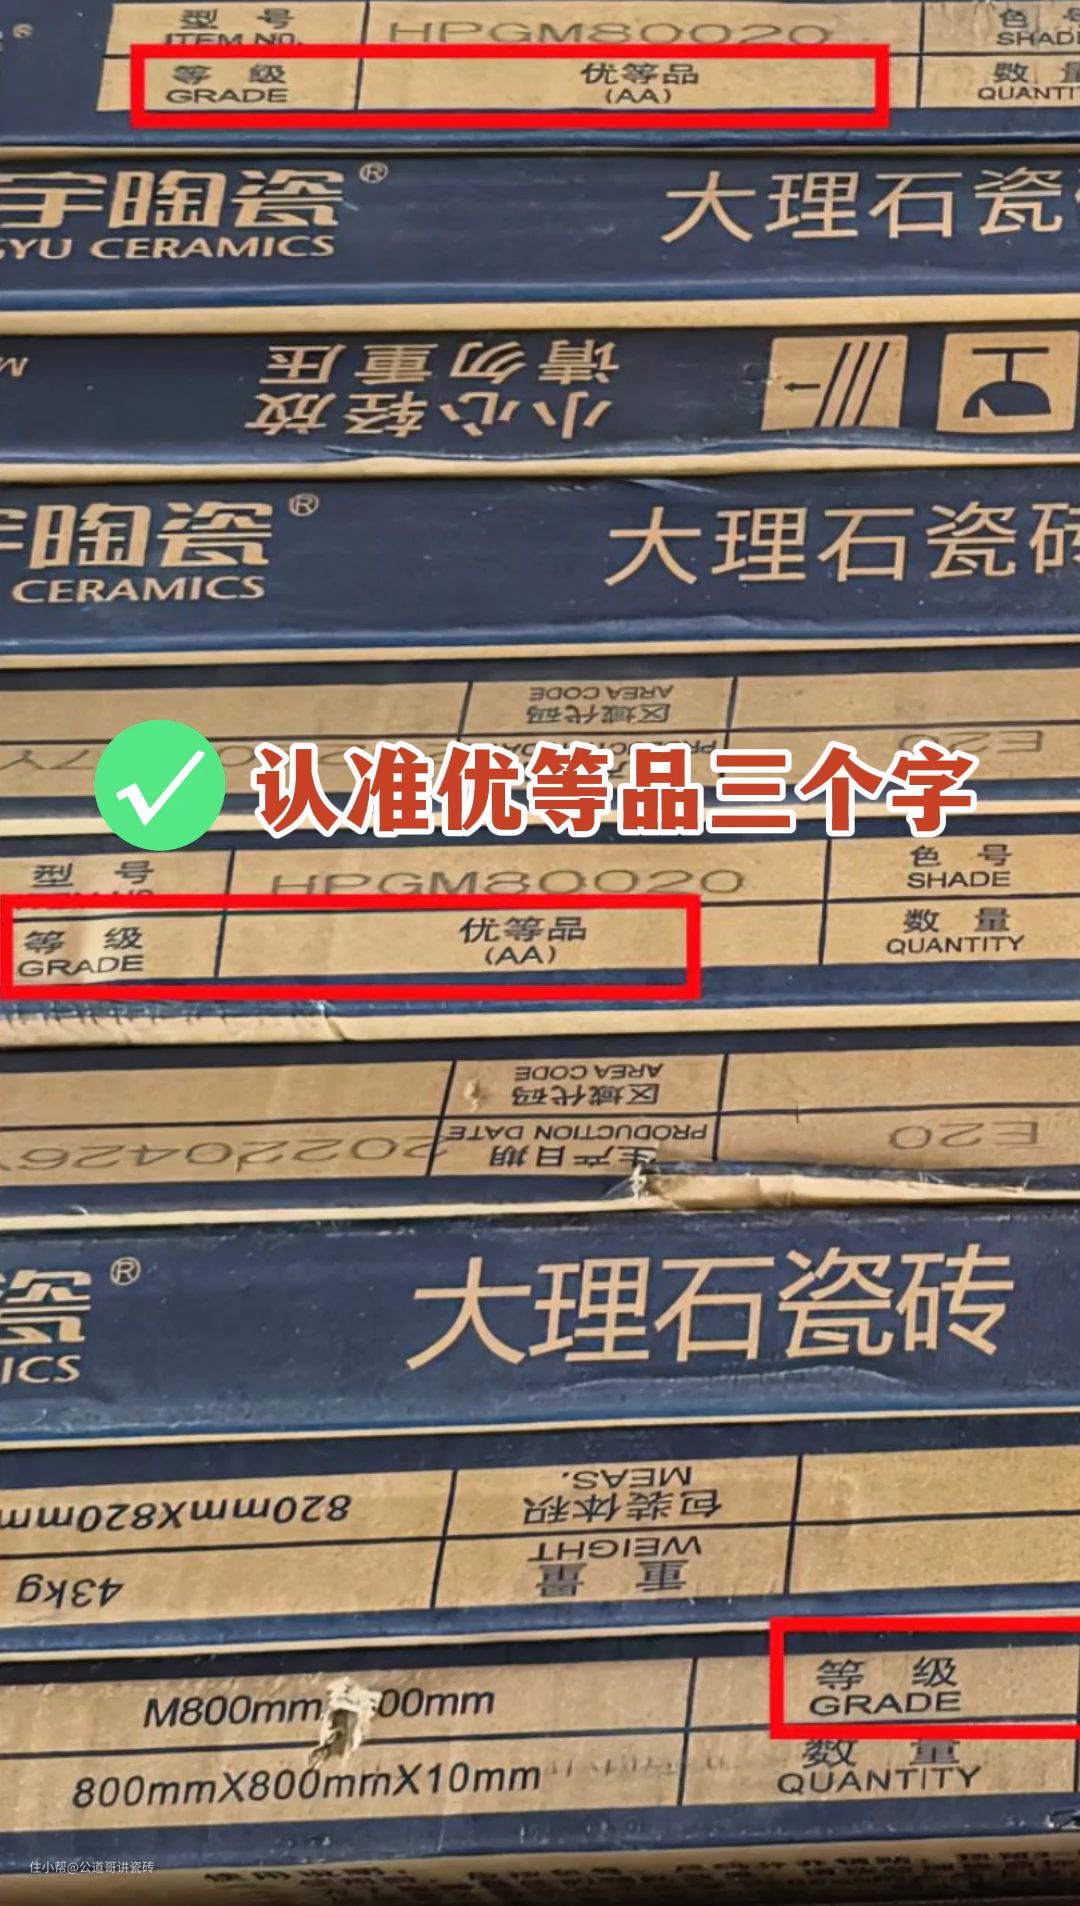 型 号
ITEM NO.
HPGM80020
色 号
SHADE
等 级
GRADE
优等品
(AA)
数 量
QUANTITY
宇陶瓷®
YU CERAMICS
大理石瓷砖
请勿重压
小心轻放
陶瓷®
CERAMICS
大理石瓷砖
区域代码
AREA CODE
E20
认准优等品三个字
型 号
HPGM80020
色 号
SHADE
等 级
GRADE
优等品
(AA)
数 量
QUANTITY
区域代码
AREA CODE
生产日期
PRODUCTION DATE
20220426
E20
瓷®
ICS
大理石瓷砖
包装体积
MEAS.
820mmX820mm
重 量
WEIGHT
43kg
M800mm 00mm
等 级
GRADE
800mmX800mmX10mm
数 量
QUANTITY
住小帮@公道哥讲瓷砖